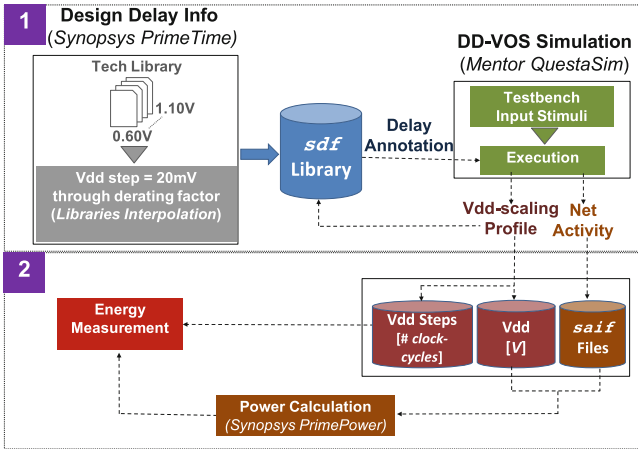 1
Design Delay Info
(Synopsys PrimeTime)
Tech Library
1.10V
0.60V
Vdd step = 20mV
through derating factor
(Libraries Interpolation)
sdf
Library
Delay
Annotation
DD-VOS Simulation
(Mentor QuestaSim)
Testbench
Input Stimuli
Execution
Vdd-scaling
Profile
Net
Activity
2
Energy
Measurement
Vdd Steps
[# clock-
cycles]
Vdd
[V]
saif
Files
Power Calculation
(Synopsys PrimePower)